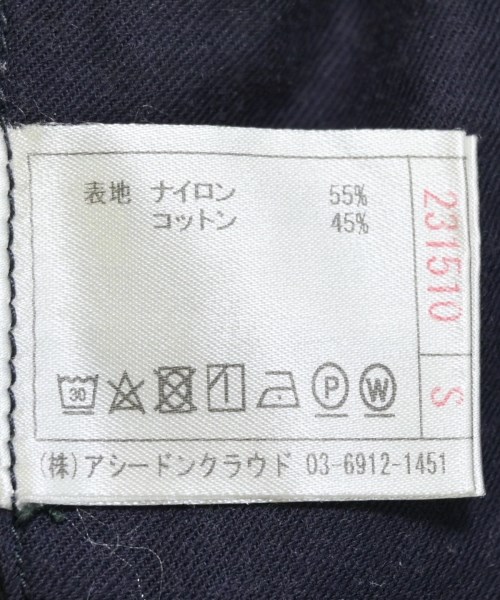 表地 ナイロン 55%
コットン 45%
231510
S
30
P
W
(株)アシードンクラウド 03-6912-1451